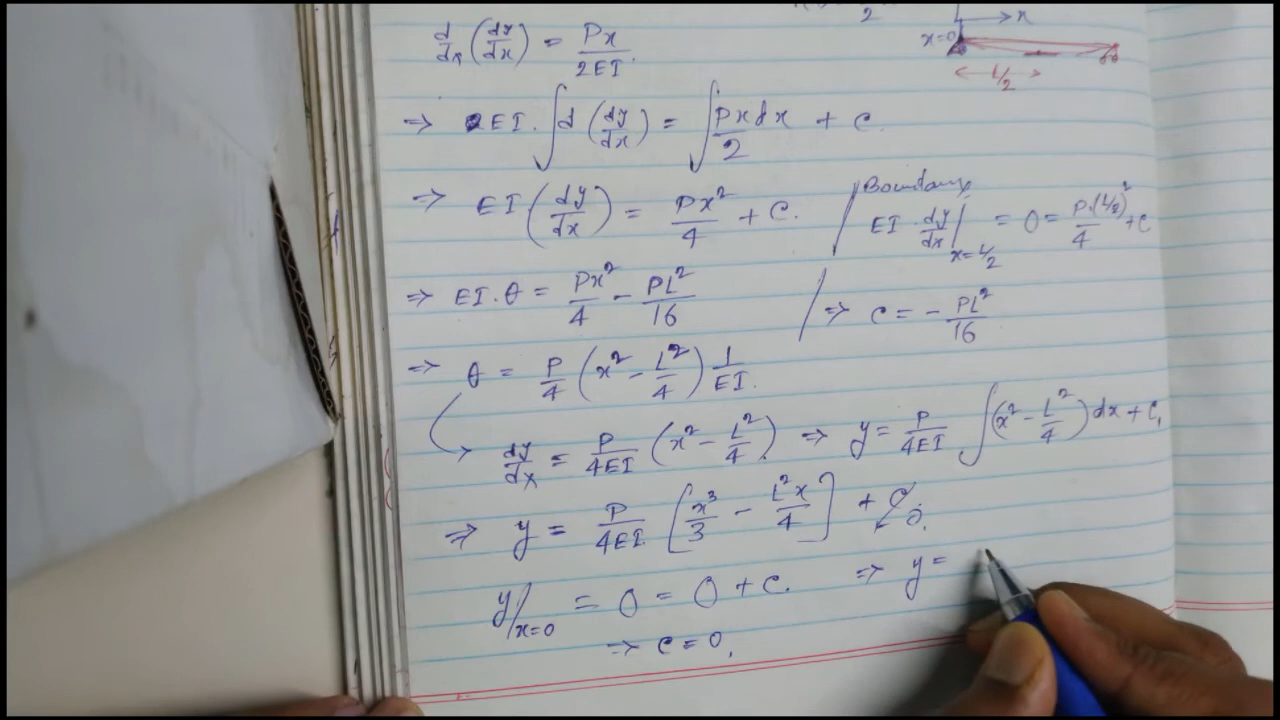 2
x
x=0
L/2
d/dx (dy/dx) = Px/2EI.
⇒ EI. ∫ d (dy/dx) = ∫ Px dx/2 + C.
⇒ EI (dy/dx) = Px²/4 + C. / Boundary
EI. dy/dx |x=L/2 = 0 = P.(L/2)²/4 + C
⇒ EI.θ = Px²/4 - PL²/16 / ⇒ C = - PL²/16
⇒ θ = P/4 (x² - L²/4) 1/EI.
dy/dx = P/4EI (x² - L²/4) ⇒ y = P/4EI ∫ (x² - L²/4) dx + C₁
⇒ y = P/4EI [x³/3 - L²x/4] + C 0.
y|x=0 = 0 = 0 + C. ⇒ y =
⇒ C = 0.